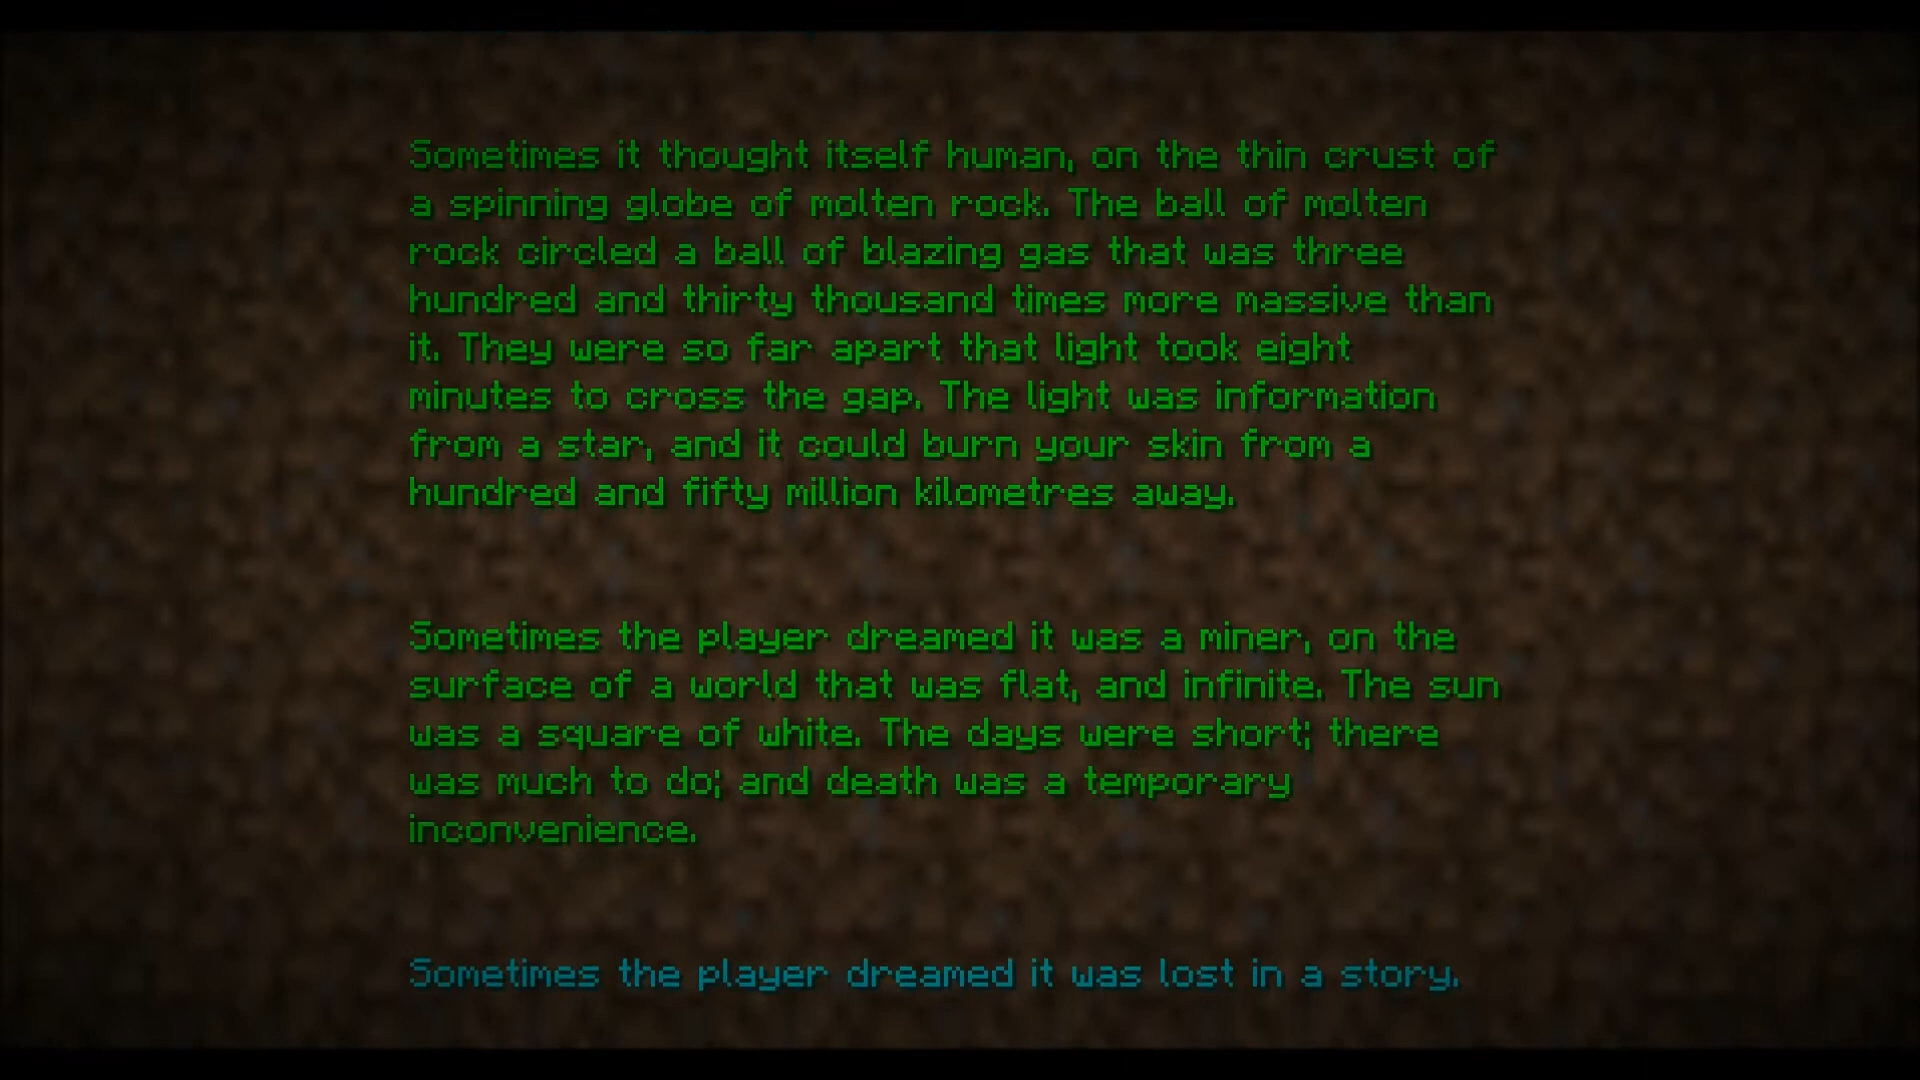 Sometimes it thought itself human, on the thin crust of
a spinning globe of molten rock. The ball of molten
rock circled a ball of blazing gas that was three
hundred and thirty thousand times more massive than
it. They were so far apart that light took eight
minutes to cross the gap. The light was information
from a star, and it could burn your skin from a
hundred and fifty million kilometres away.
Sometimes the player dreamed it was a miner, on the
surface of a world that was flat, and infinite. The sun
was a square of white. The days were short; there
was much to do; and death was a temporary
inconvenience.
Sometimes the player dreamed it was lost in a story.